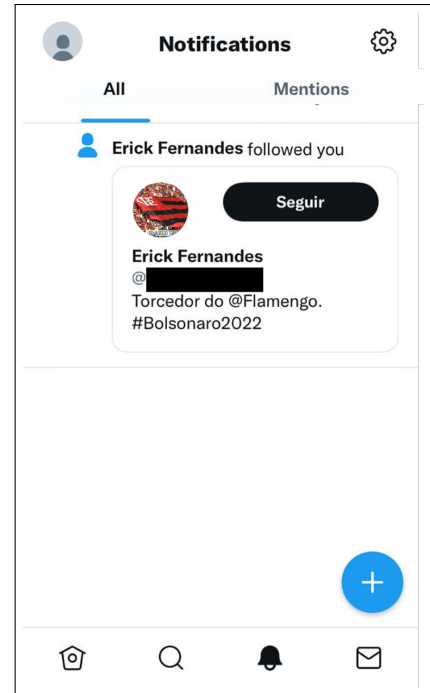 Notifications
All Mentions
Erick Fernandes followed you
Seguir
Erick Fernandes
@
Torcedor do @Flamengo.
#Bolsonaro2022